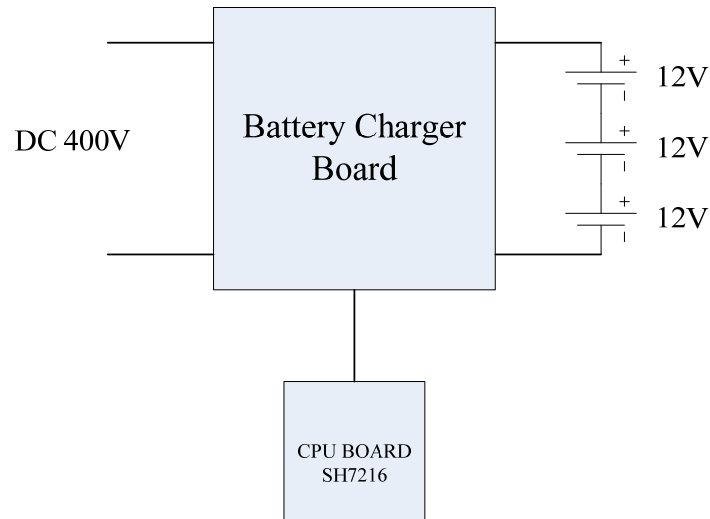 DC 400V
Battery Charger
Board
+
12V
+
12V
+
12V
CPU BOARD
SH7216